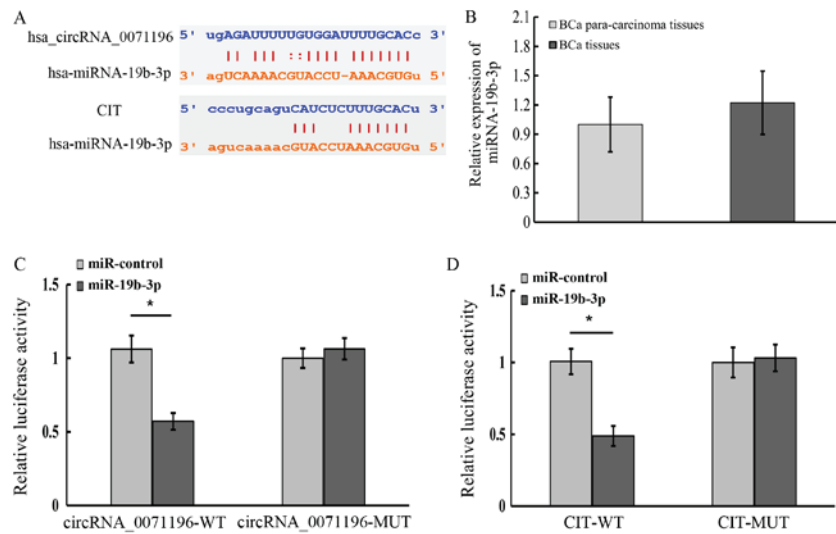 A
hsa_circRNA_0071196 5' ugAGAUUUUUGUGGAUUUUGCACc 3'
|| ||| :: ||| |||||||
hsa-miRNA-19b-3p 3' agUCAAAACGUACCU-AAACGUGu 5'
CIT 5' cccugcaguCAUCUCUUUGCACu 3'
||| |||||||
hsa-miRNA-19b-3p 3' agucaaaacGUACCUAAACGUGu 5'
B
Relative expression of
miRNA-19b-3p
BCa para-carcinoma tissues
BCa tissues
2.1
1.8
1.5
1.2
0.9
0.6
0.3
0
C
miR-control
miR-19b-3p
Relative luciferase activity
1.5
1
0.5
0
*
circRNA_0071196-WT circRNA_0071196-MUT
D
miR-control
miR-19b-3p
Relative luciferase activity
1.5
1
0.5
0
*
CIT-WT CIT-MUT